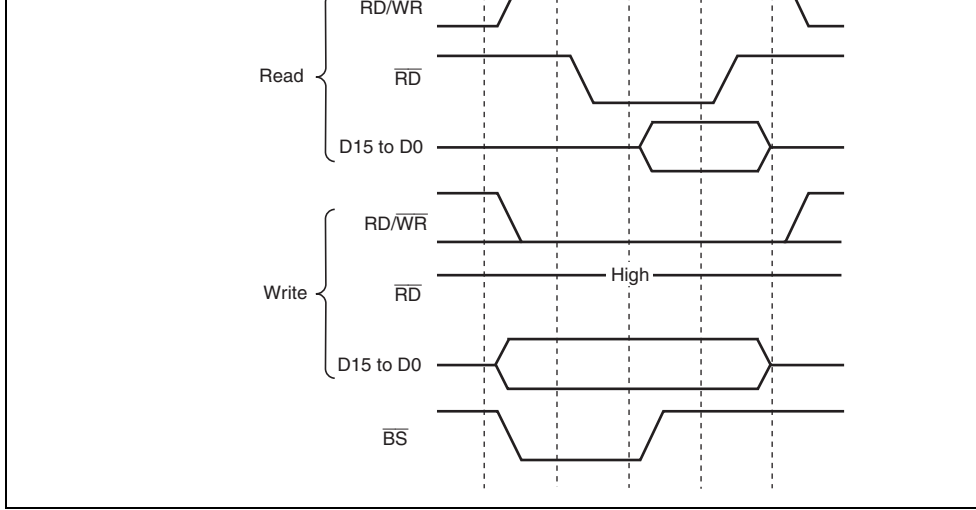 RD/WR
Read
RD
D15 to D0
RD/WR
High
Write
RD
D15 to D0
BS